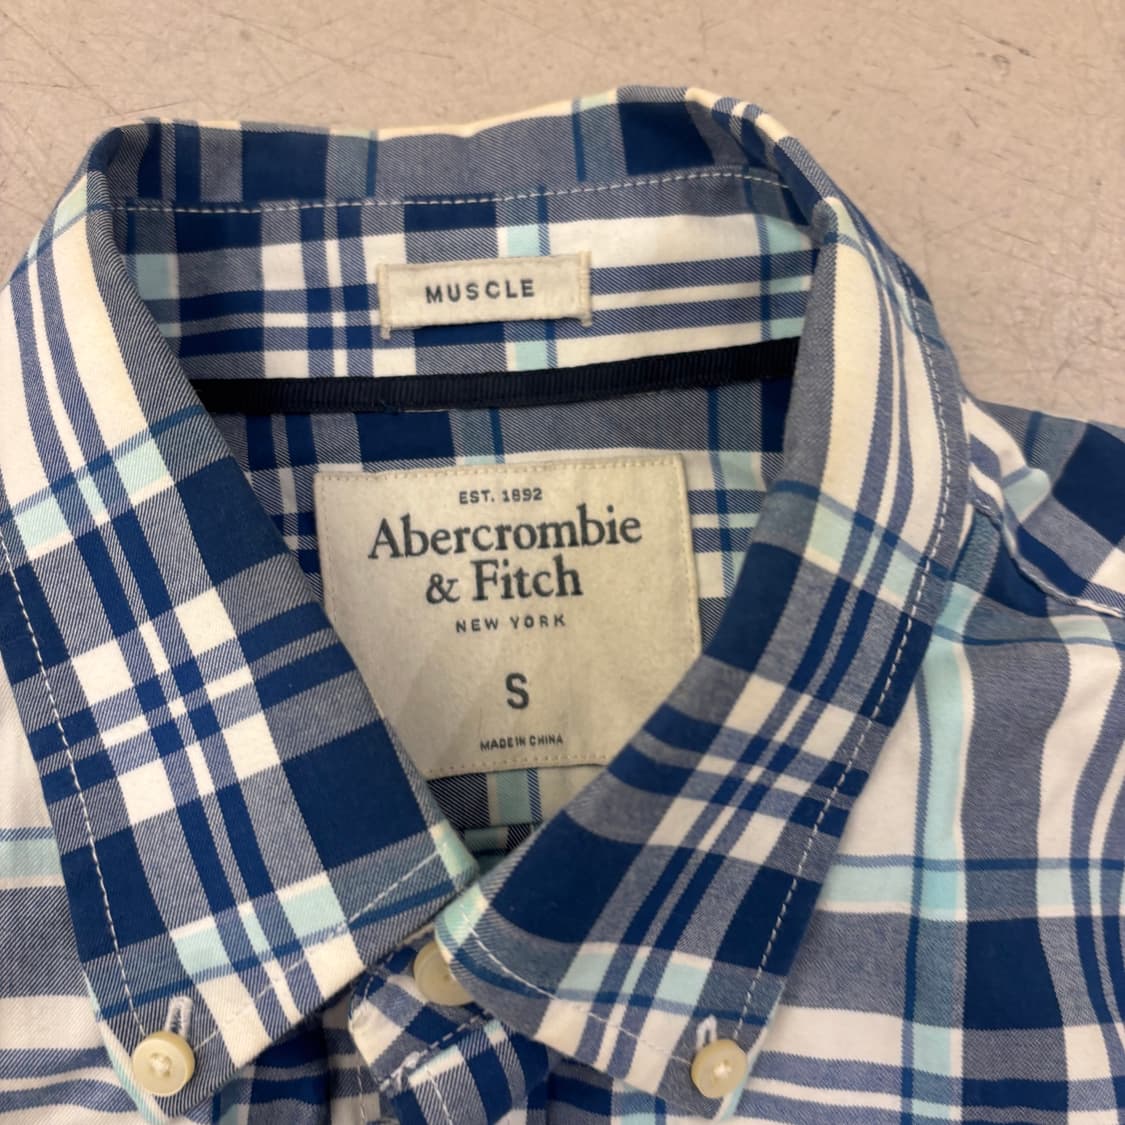 MUSCLE
EST. 1892
Abercrombie
& Fitch
NEW YORK
S
MADE IN CHINA